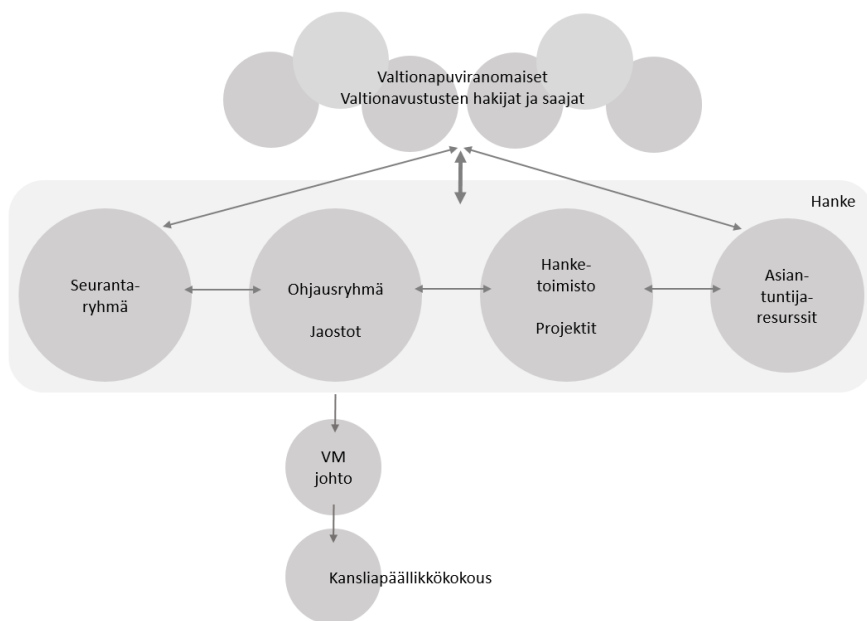 Valtionapuviranomaiset
Valtionavustusten hakijat ja saajat
Hanke
Seuranta-
ryhmä
Ohjausryhmä
Jaostot
Hanke-
toimisto
Projektit
Asian-
tuntija-
resurssit
VM
johto
Kansliapäällikkökokous